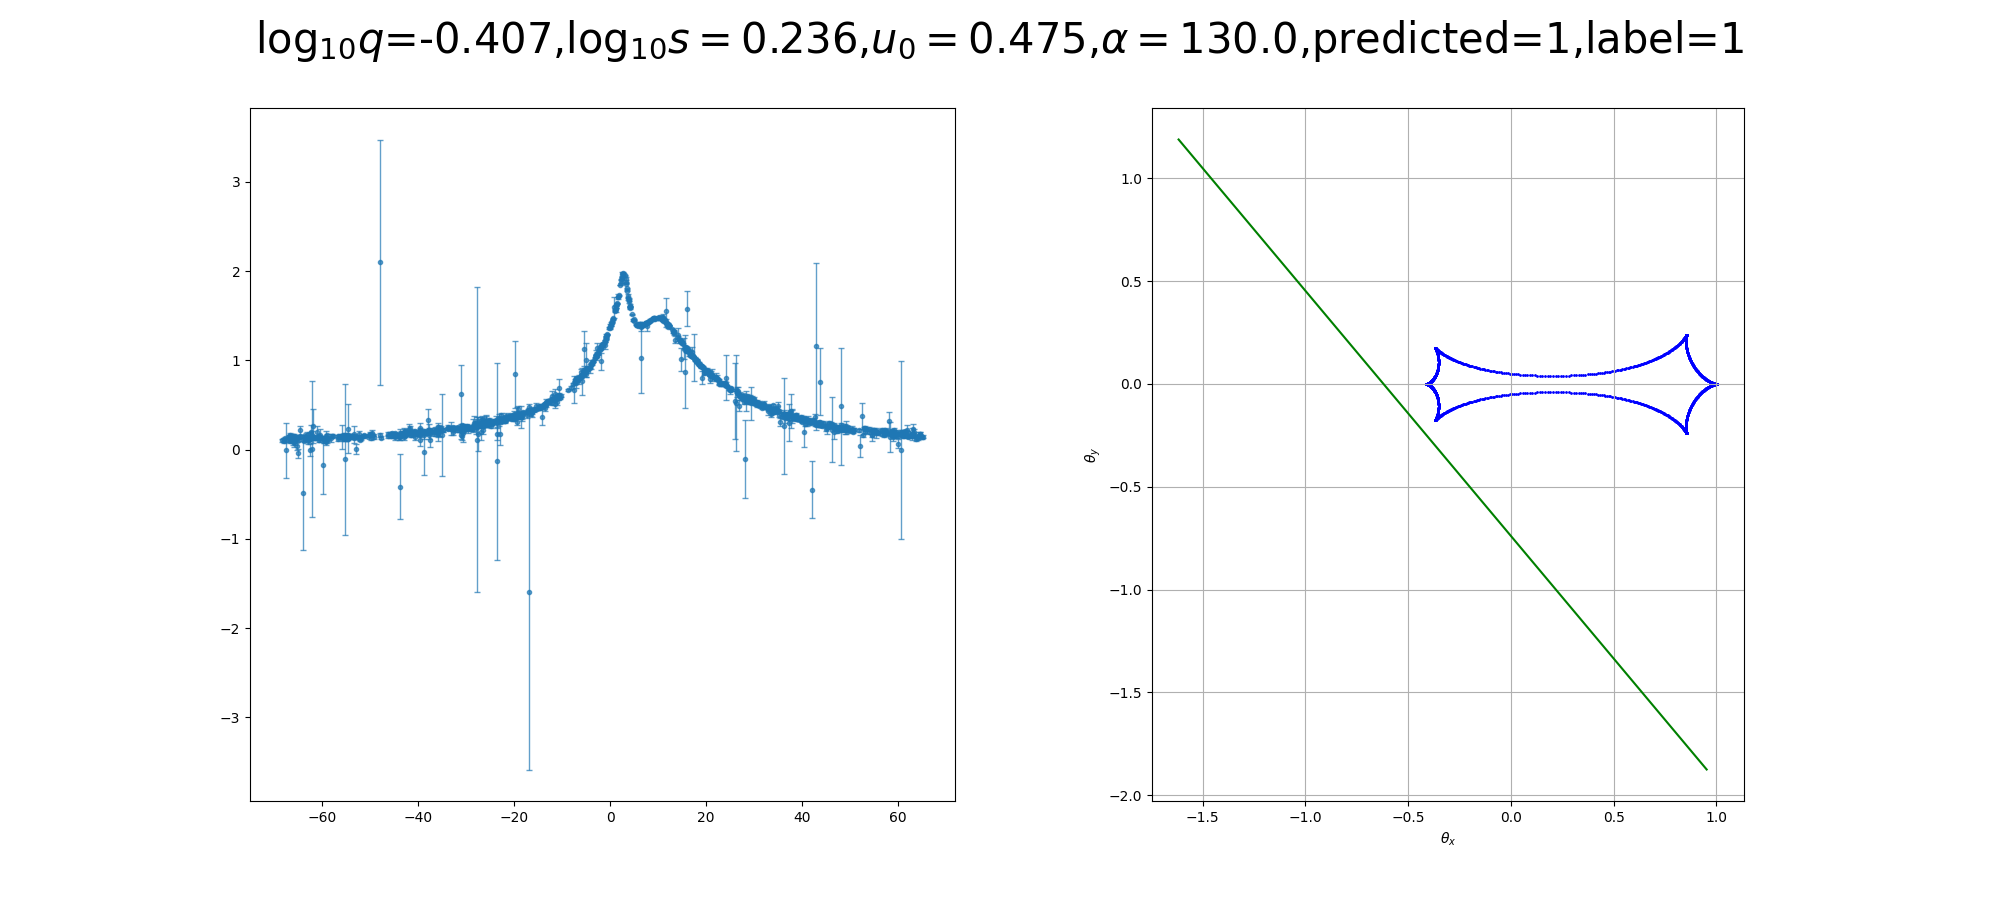 log₁₀q=-0.407,log₁₀s = 0.236,u₀ = 0.475,α = 130.0,predicted=1,label=1
3
2
1
0
−1
−2
−3
−60 −40 −20 0 20 40 60
1.0
0.5
0.0
−0.5
−1.0
−1.5
−2.0
θy
−1.5 −1.0 −0.5 0.0 0.5 1.0
θx